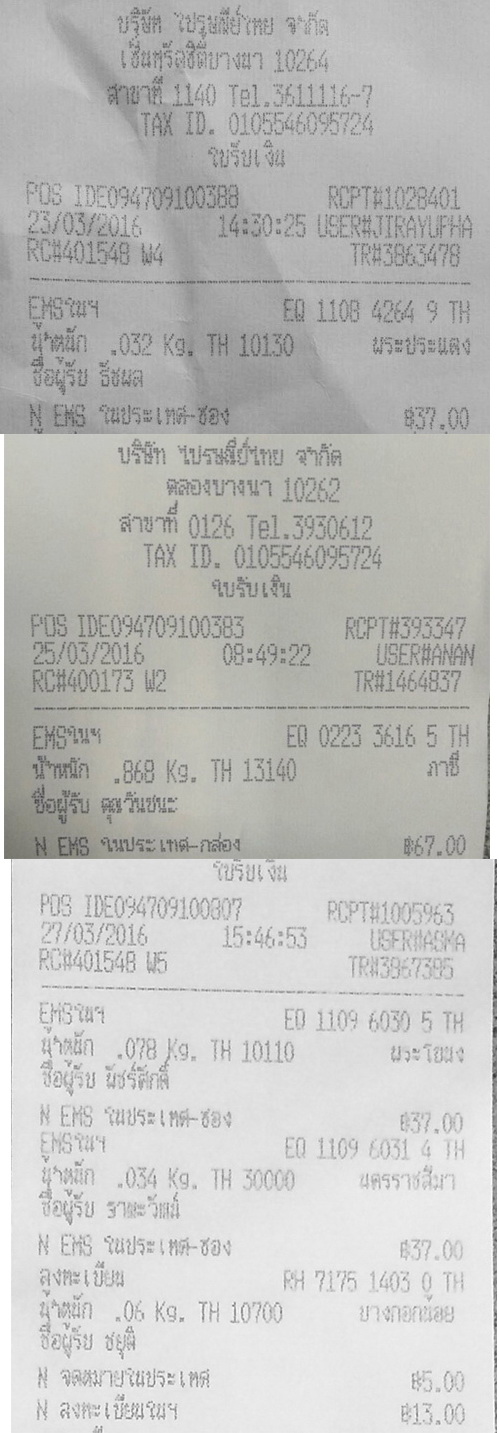 บริษัท ไปรษณีย์ไทย จำกัด
เซ็นทรัลซิตี้บางนา 10264
สาขาที่ 1140 Tel.3611116-7
TAX ID. 0105546095724
ใบรับเงิน
POS IDE094709100388 RCPT#1028401
23/03/2016 14:30:25 USER#JIRAYUPHA
RC#401548 W4 TR#3863478
EMSในฯ EQ 1108 4264 9 TH
น้ำหนัก .032 Kg. TH 10130 พระประแดง
ชื่อผู้รับ ธัชพล
N EMS ในประเทศ-ซอง ฿37.00
บริษัท ไปรษณีย์ไทย จำกัด
คลองบางนา 10262
สาขาที่ 0126 Tel.3930612
TAX ID. 0105546095724
ใบรับเงิน
POS IDE094709100383 RCPT#393347
25/03/2016 08:49:22 USER#ANAN
RC#400173 W2 TR#1464837
EMSในฯ EQ 0223 3616 5 TH
น้ำหนัก .868 Kg. TH 13140 ภาชี
ชื่อผู้รับ คุณวันชนะ
N EMS ในประเทศ-กล่อง ฿67.00
ใบรับเงิน
POS IDE094709100807 RCPT#1005963
27/03/2016 15:46:53 USER#ASMA
RC#401548 W5 TR#3967385
EMSในฯ EQ 1109 6030 5 TH
น้ำหนัก .078 Kg. TH 10110 พระโขนง
ชื่อผู้รับ พัชร์ศักดิ์
N EMS ในประเทศ-ซอง ฿37.00
EMSในฯ EQ 1109 6031 4 TH
น้ำหนัก .034 Kg. TH 30000 นครราชสีมา
ชื่อผู้รับ ราทะวัฒน์
N EMS ในประเทศ-ซอง ฿37.00
ลงทะเบียน RH 7175 1403 0 TH
น้ำหนัก .06 Kg. TH 10700 บางกอกน้อย
ชื่อผู้รับ ชยุติ
N จดหมายในประเทศ ฿5.00
N ลงทะเบียนในฯ ฿13.00